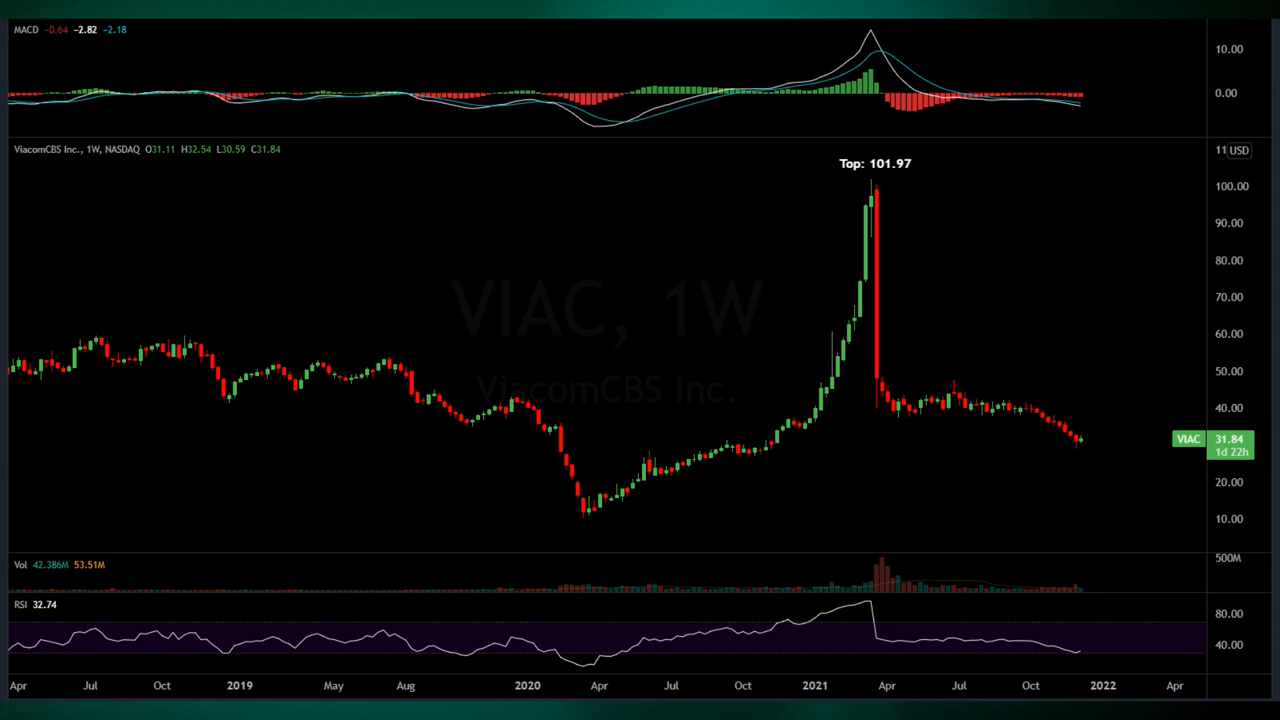 MACD -0.64 -2.82 -2.18
10.00
0.00
ViacomCBS Inc., 1W, NASDAQ O31.11 H32.54 L30.59 C31.84
11 USD
Top: 101.97
100.00
90.00
80.00
70.00
VIAC, 1W
60.00
50.00
ViacomCBS Inc.
40.00
VIAC 31.84
1d 22h
20.00
10.00
Vol 42.386M 53.51M
500M
RSI 32.74
80.00
40.00
Apr Jul Oct 2019 May Aug 2020 Apr Jul Oct 2021 Apr Jul Oct 2022 Apr